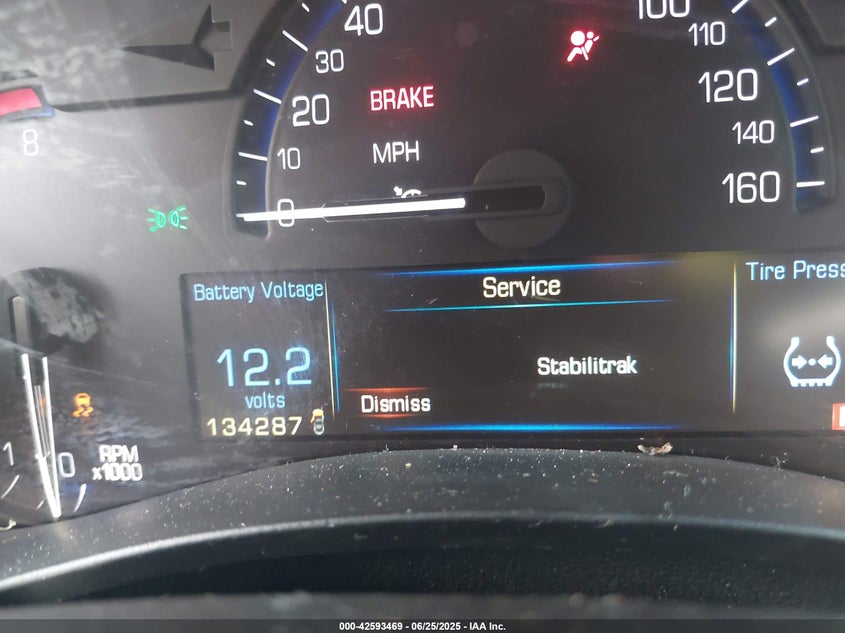 40
100
30
110
BRAKE
20
120
8
MPH
10
140
160
0
Tire Press
Battery Voltage
Service
12.2
Stabilitrak
volts
Dismiss
134287
1
0
RPM
x1000
000-42593469 - 06/25/2025 - IAA Inc.